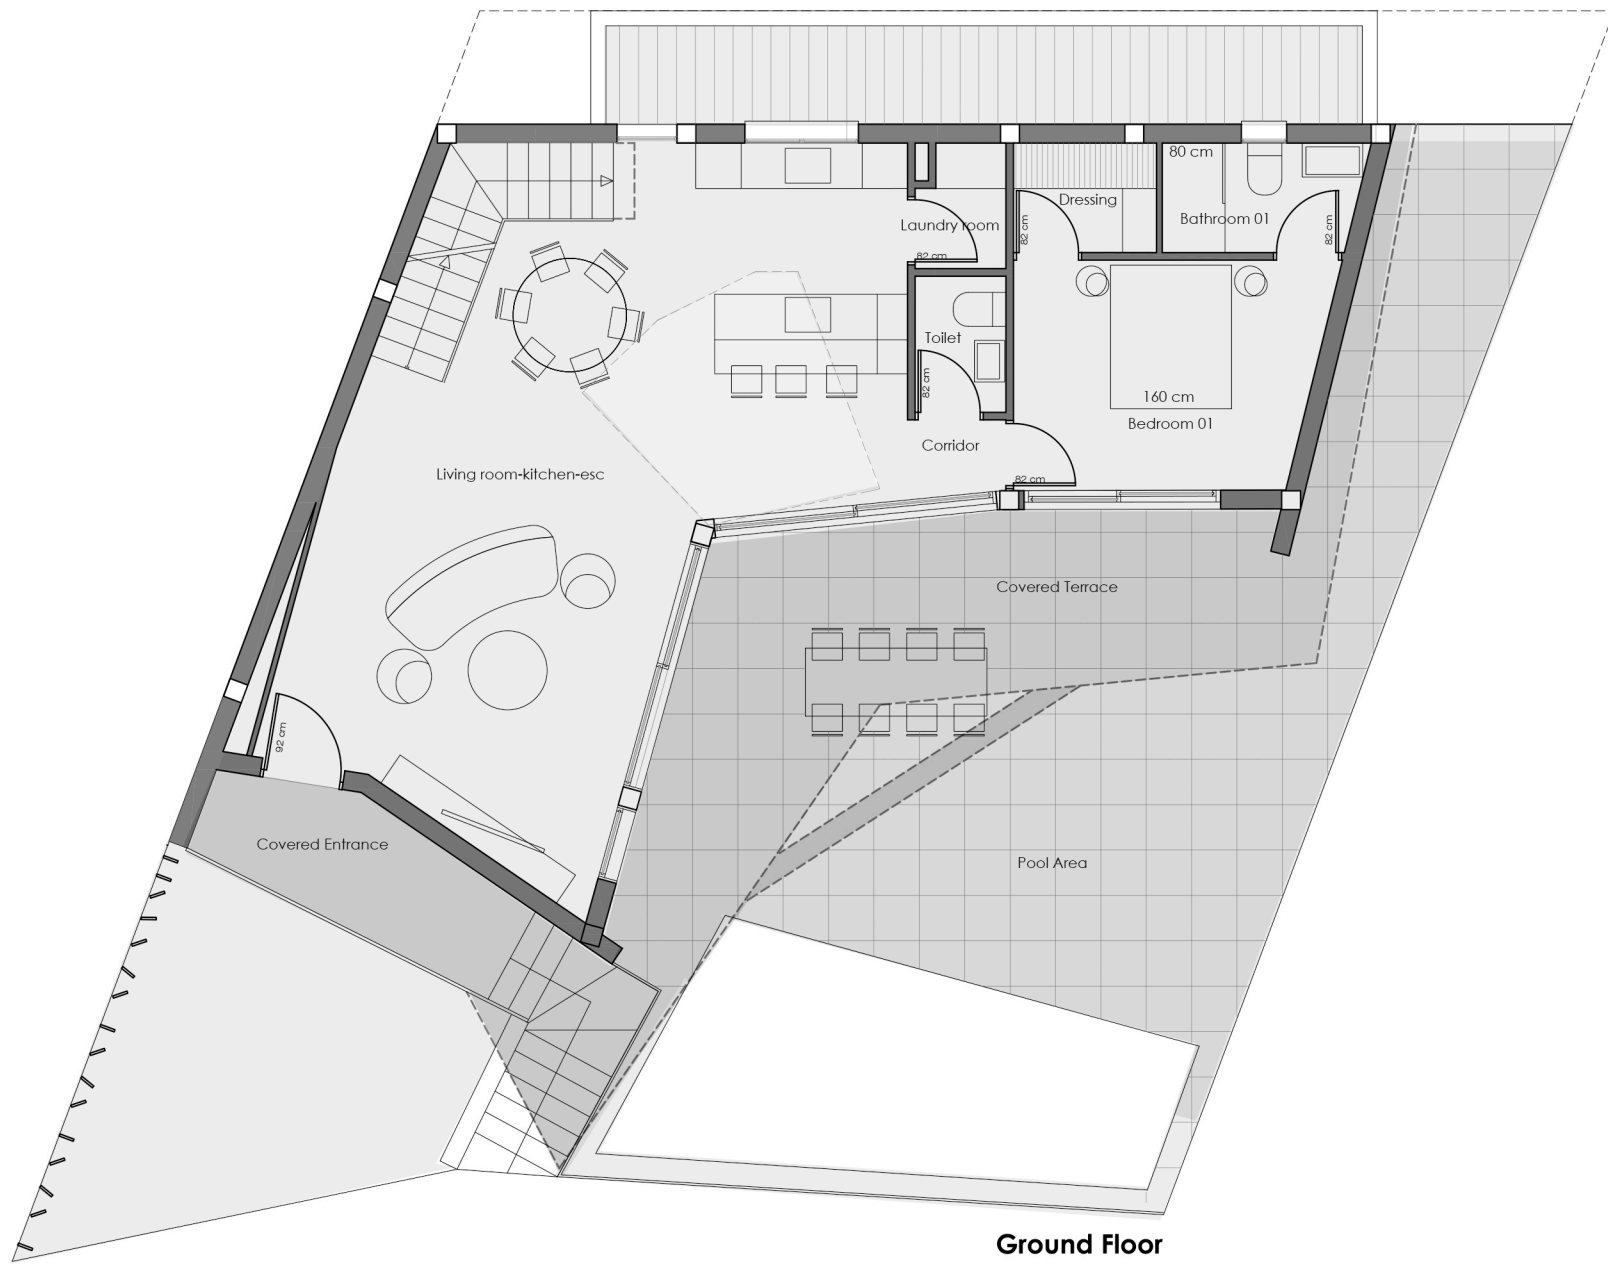 80 cm
Dressing
Bathroom 01
Laundry room
82 cm
82 cm
82 cm
Toilet
82 cm
160 cm
Bedroom 01
Corridor
82 cm
Living room-kitchen-esc
Covered Terrace
92 cm
Covered Entrance
Pool Area
Ground Floor